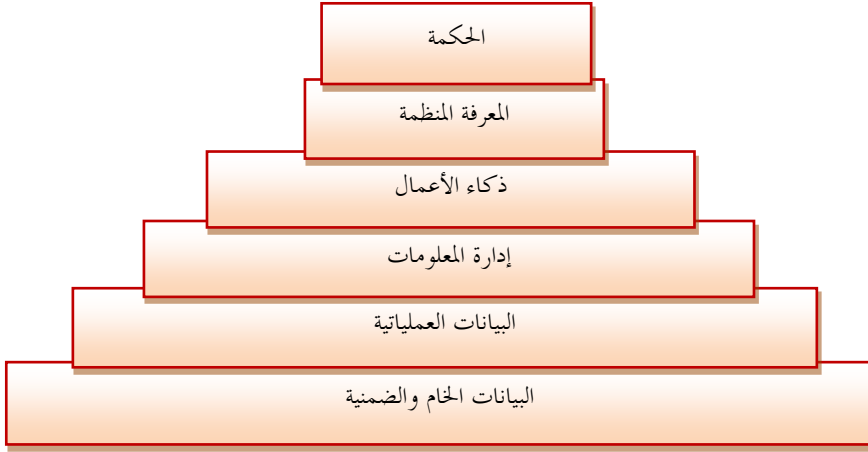 الحكمة
المعرفة المنظمة
ذكاء الأعمال
إدارة المعلومات
البيانات العملياتية
البيانات الخام والضمنية